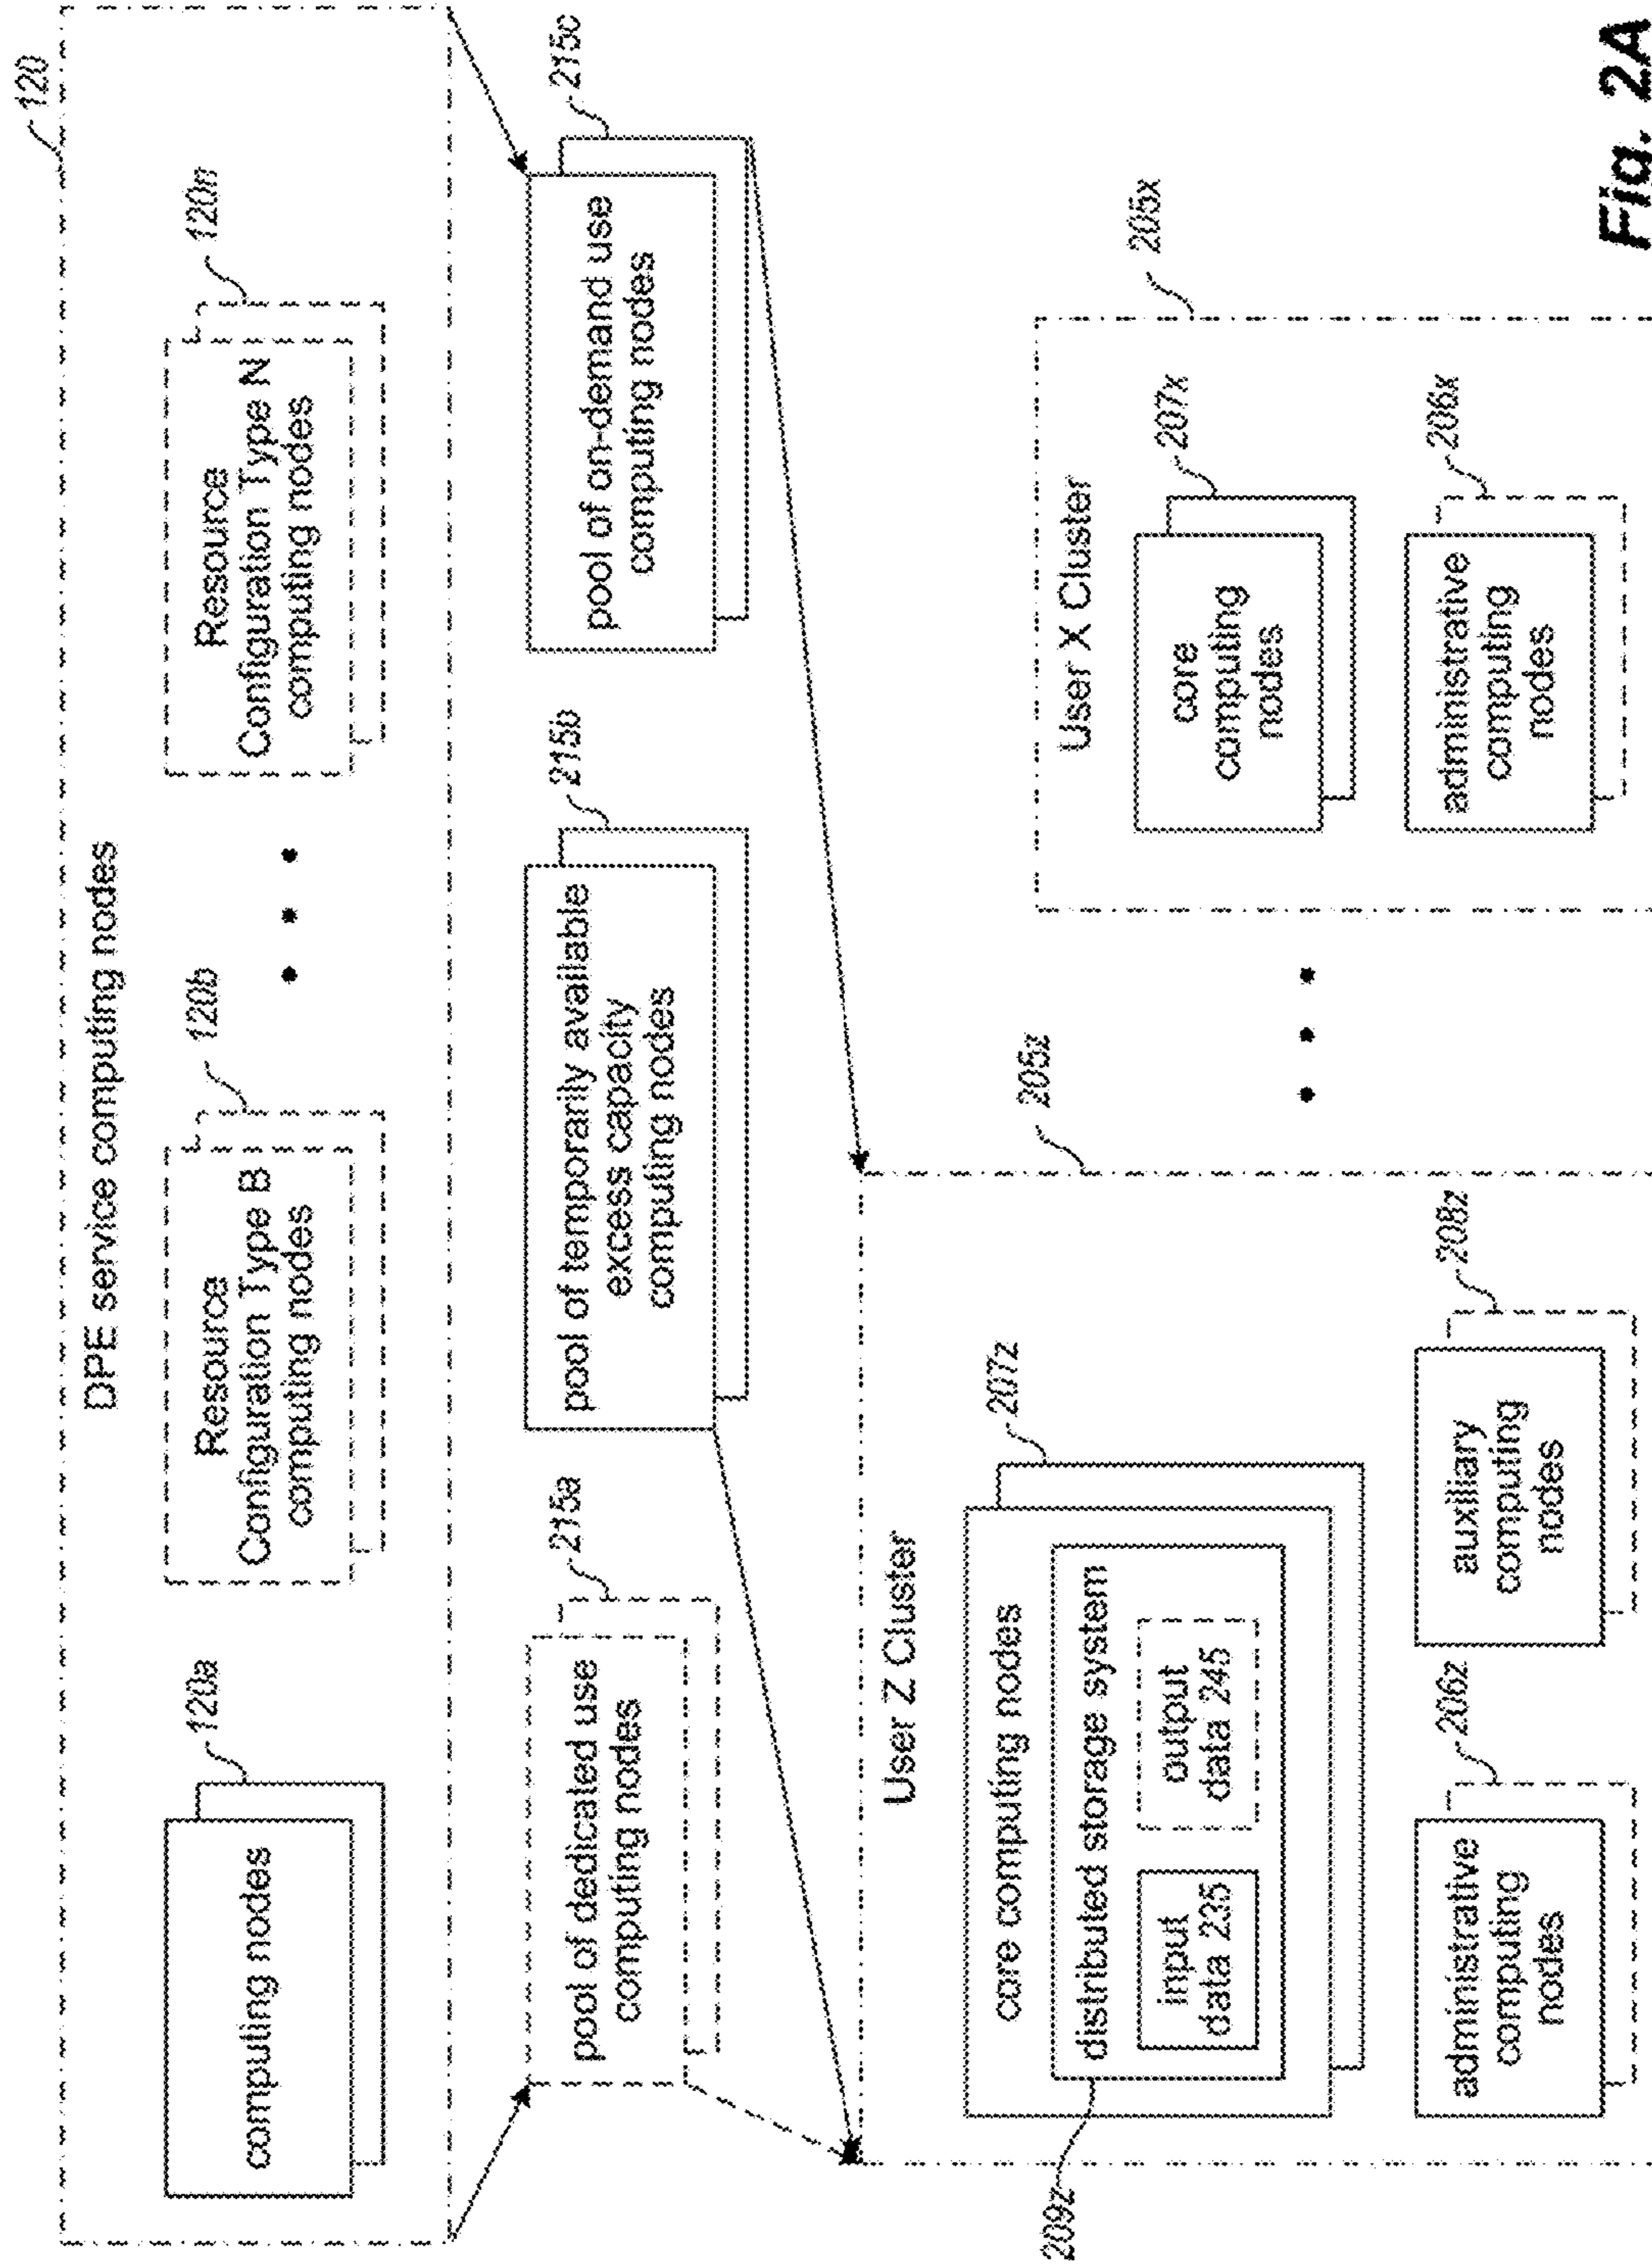 120
DPE service computing nodes
120a
computing nodes
120b
Resource
Configuration Type B
computing nodes
• • •
120n
Resource
Configuration Type N
computing nodes
215a
pool of dedicated use
computing nodes
215b
pool of temporarily available
excess capacity
computing nodes
215c
pool of on-demand use
computing nodes
205z
User Z Cluster
207z
core computing nodes
209z
distributed storage system
input
data 235
output
data 245
206z
administrative
computing
nodes
208z
auxiliary
computing
nodes
• • •
205x
User X Cluster
207x
core
computing
nodes
206x
administrative
computing
nodes
Fig. 2A